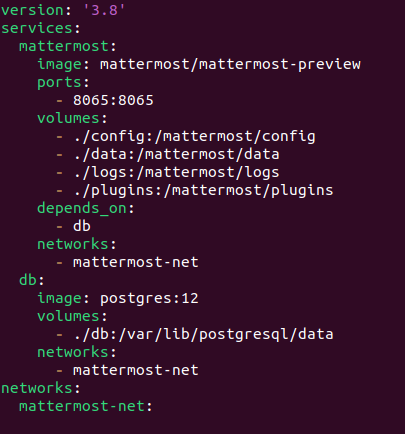 version: '3.8'
services:
  mattermost:
    image: mattermost/mattermost-preview
    ports:
      - 8065:8065
    volumes:
      - ./config:/mattermost/config
      - ./data:/mattermost/data
      - ./logs:/mattermost/logs
      - ./plugins:/mattermost/plugins
    depends_on:
      - db
    networks:
      - mattermost-net
  db:
    image: postgres:12
    volumes:
      - ./db:/var/lib/postgresql/data
    networks:
      - mattermost-net
networks:
  mattermost-net: